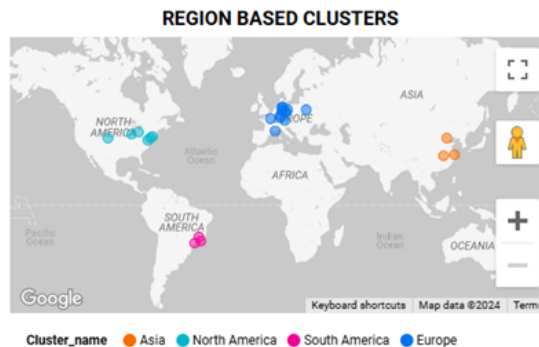 REGION BASED CLUSTERS
ASIA
NORTH
AMERICA
EUROPE
Atlantic
Ocean
AFRICA
SOUTH
AMERICA
Pacific
Ocean
Indian
Ocean
OCEANIA
Google
Keyboard shortcuts
Map data ©2024
Term
Cluster_name
Asia
North America
South America
Europe